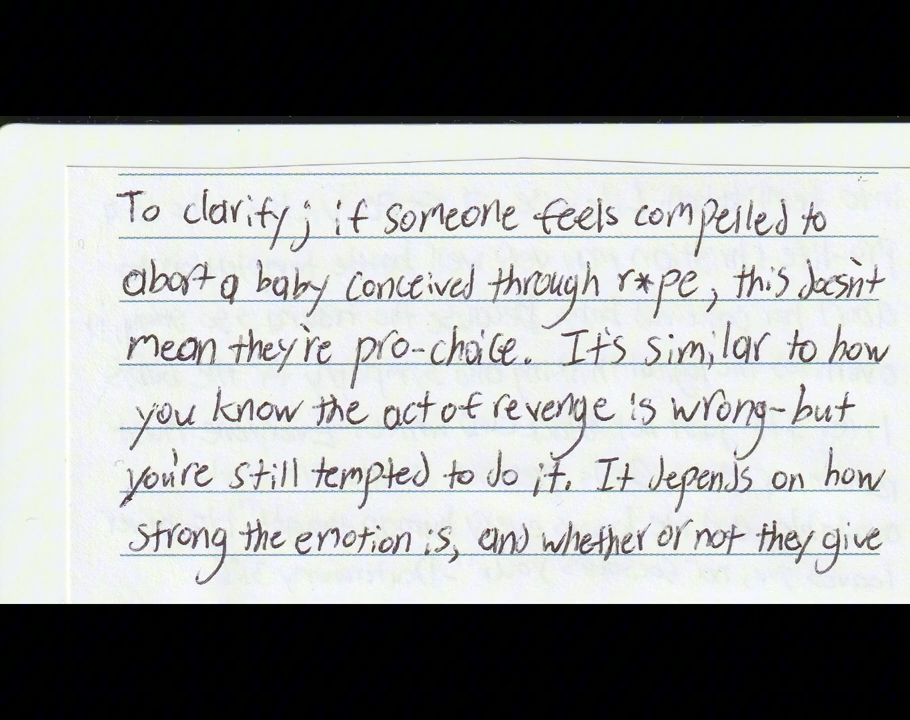 To clarify; if someone feels compelled to
abort a baby conceived through r*pe, this doesn't
mean they're pro-choice. It's similar to how
you know the act of revenge is wrong-but
you're still tempted to do it. It depends on how
strong the emotion is, and whether or not they give